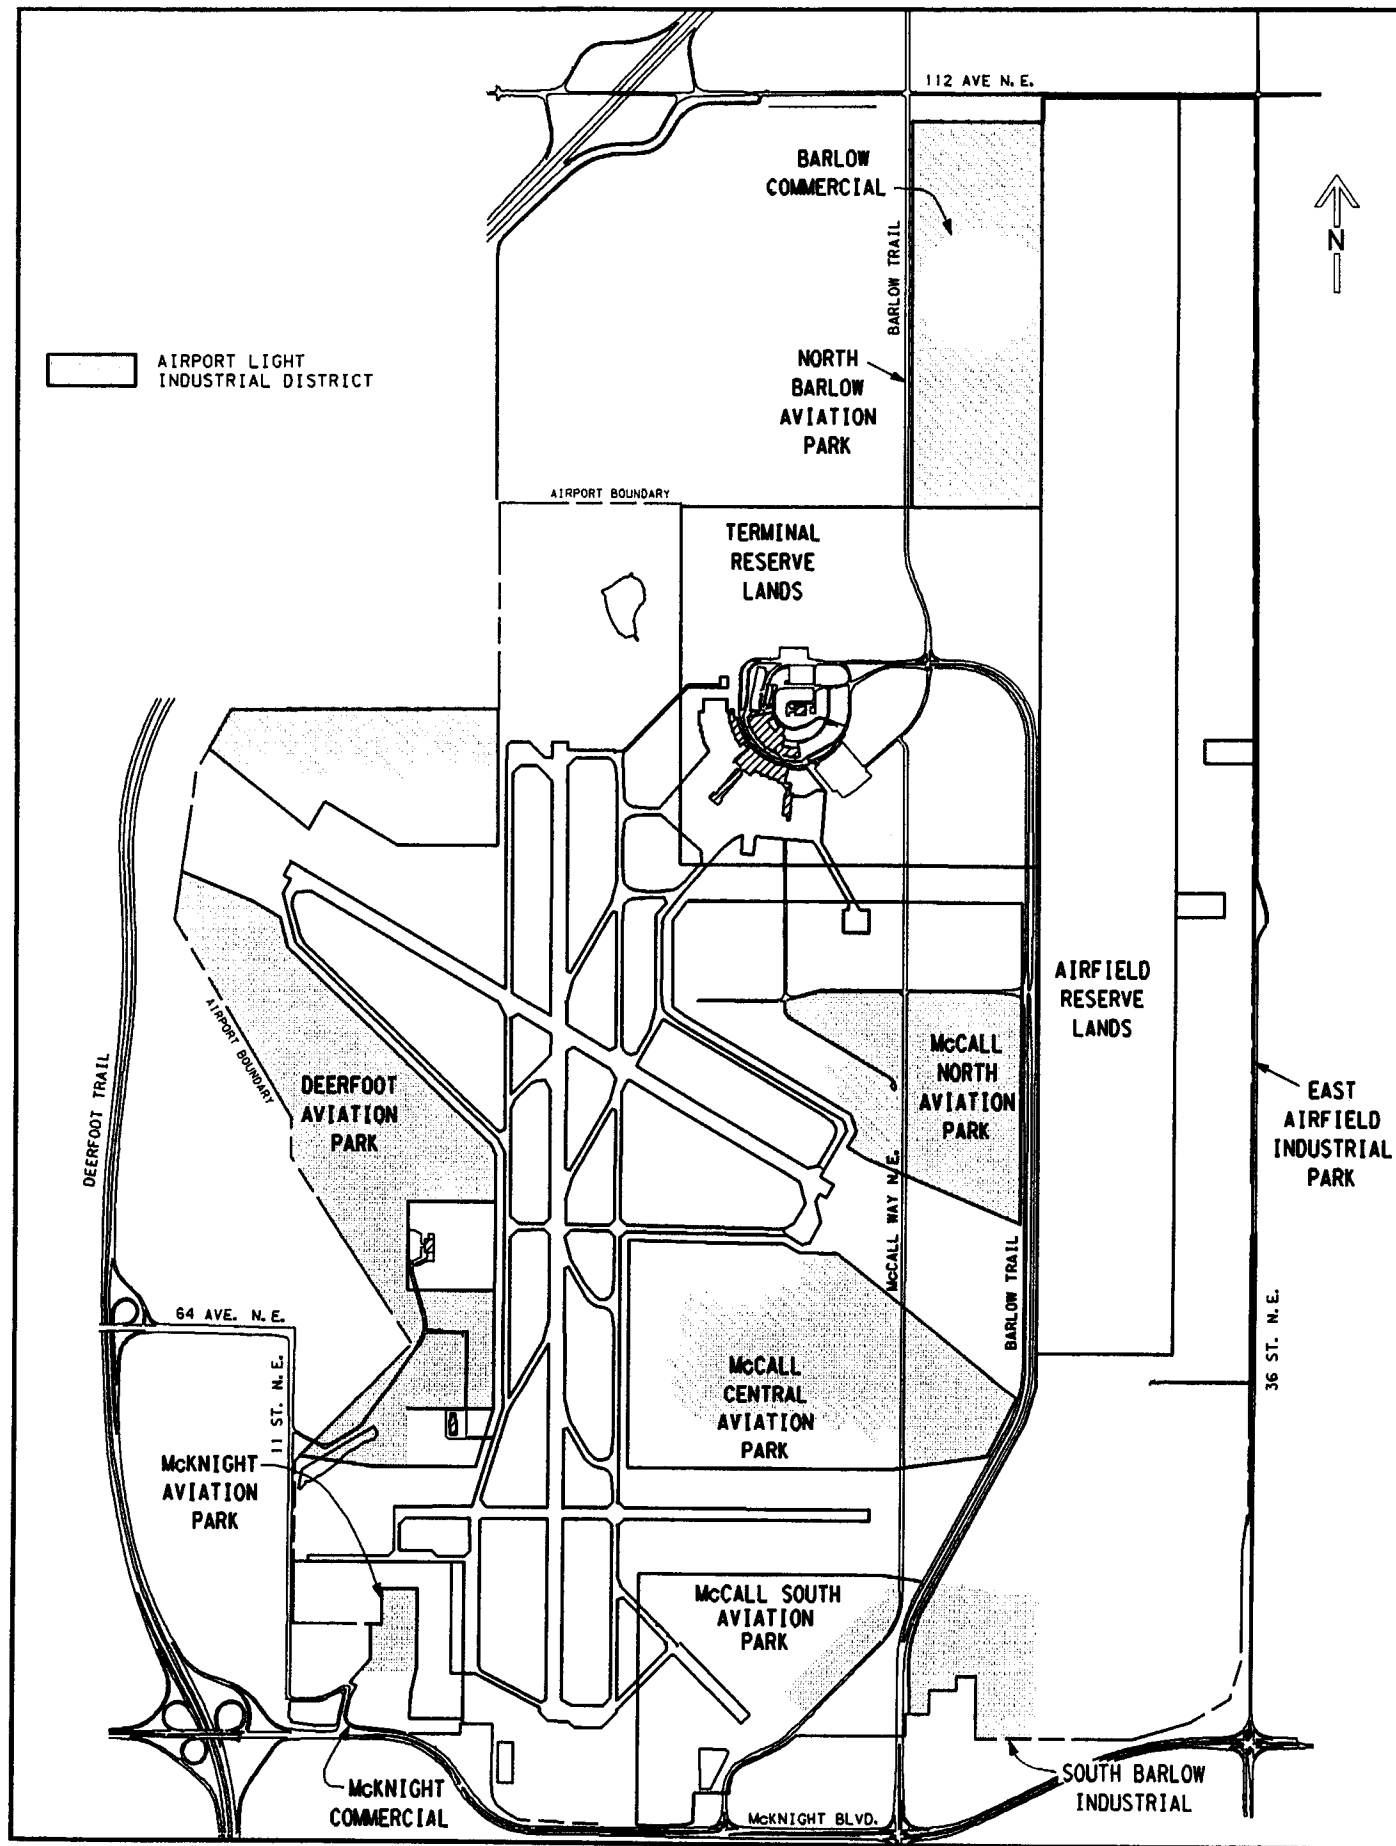 112 AVE N.E.
BARLOW
COMMERCIAL
BARLOW TRAIL
N
AIRPORT LIGHT
INDUSTRIAL DISTRICT
NORTH
BARLOW
AVIATION
PARK
AIRPORT BOUNDARY
TERMINAL
RESERVE
LANDS
AIRFIELD
RESERVE
LANDS
AIRPORT BOUNDARY
McCALL
NORTH
AVIATION
PARK
DEERFOOT
AVIATION
PARK
DEERFOOT TRAIL
EAST
AIRFIELD
INDUSTRIAL
PARK
McCALL WAY N.E.
BARLOW TRAIL
64 AVE. N.E.
36 ST. N.E.
11 ST. N.E.
McCALL
CENTRAL
AVIATION
PARK
McKNIGHT
AVIATION
PARK
McCALL SOUTH
AVIATION
PARK
SOUTH BARLOW
INDUSTRIAL
McKNIGHT
COMMERCIAL
McKNIGHT BLVD.